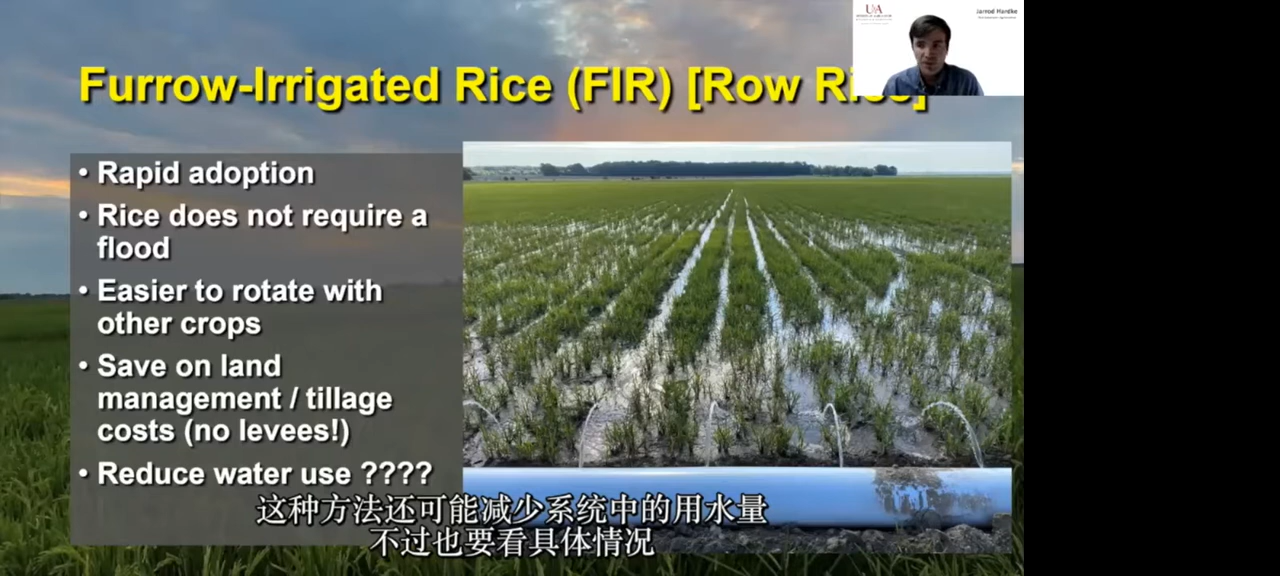 Jarrod Hardke
Furrow-Irrigated Rice (FIR) [Row Rice]
• Rapid adoption
• Rice does not require a
flood
• Easier to rotate with
other crops
• Save on land
management / tillage
costs (no levees!)
• Reduce water use ????
这种方法还可能减少系统中的用水量
不过也要看具体情况